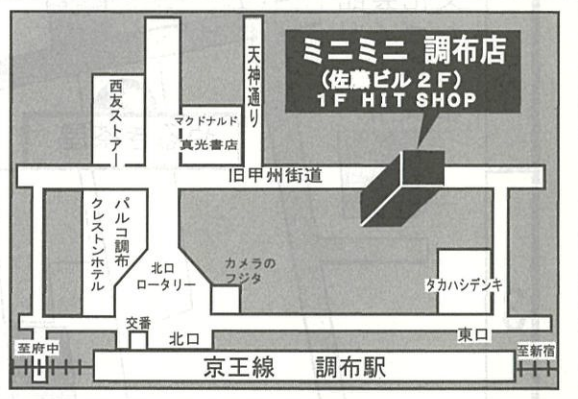 ミニミニ 調布店
(佐藤ビル2F)
1F HIT SHOP
天神通り
西友ストアー
マクドナルド
真光書店
旧甲州街道
パルコ調布
クレストンホテル
北口
ロータリー
カメラの
フジタ
タカハシデンキ
交番
北口
東口
至府中
至新宿
京王線 調布駅